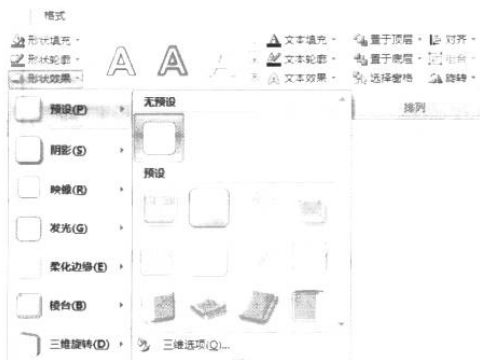 格式
形状填充 文本填充 置于顶层 对齐
形状轮廓 文本轮廓 置于底层 组合
形状效果 文本效果 选择窗格 旋转
A A A
排列
预设(P) 无预设
阴影(S)
预设
映像(R)
发光(G)
柔化边缘(E)
棱台(B)
三维旋转(D) 三维选项(O)...